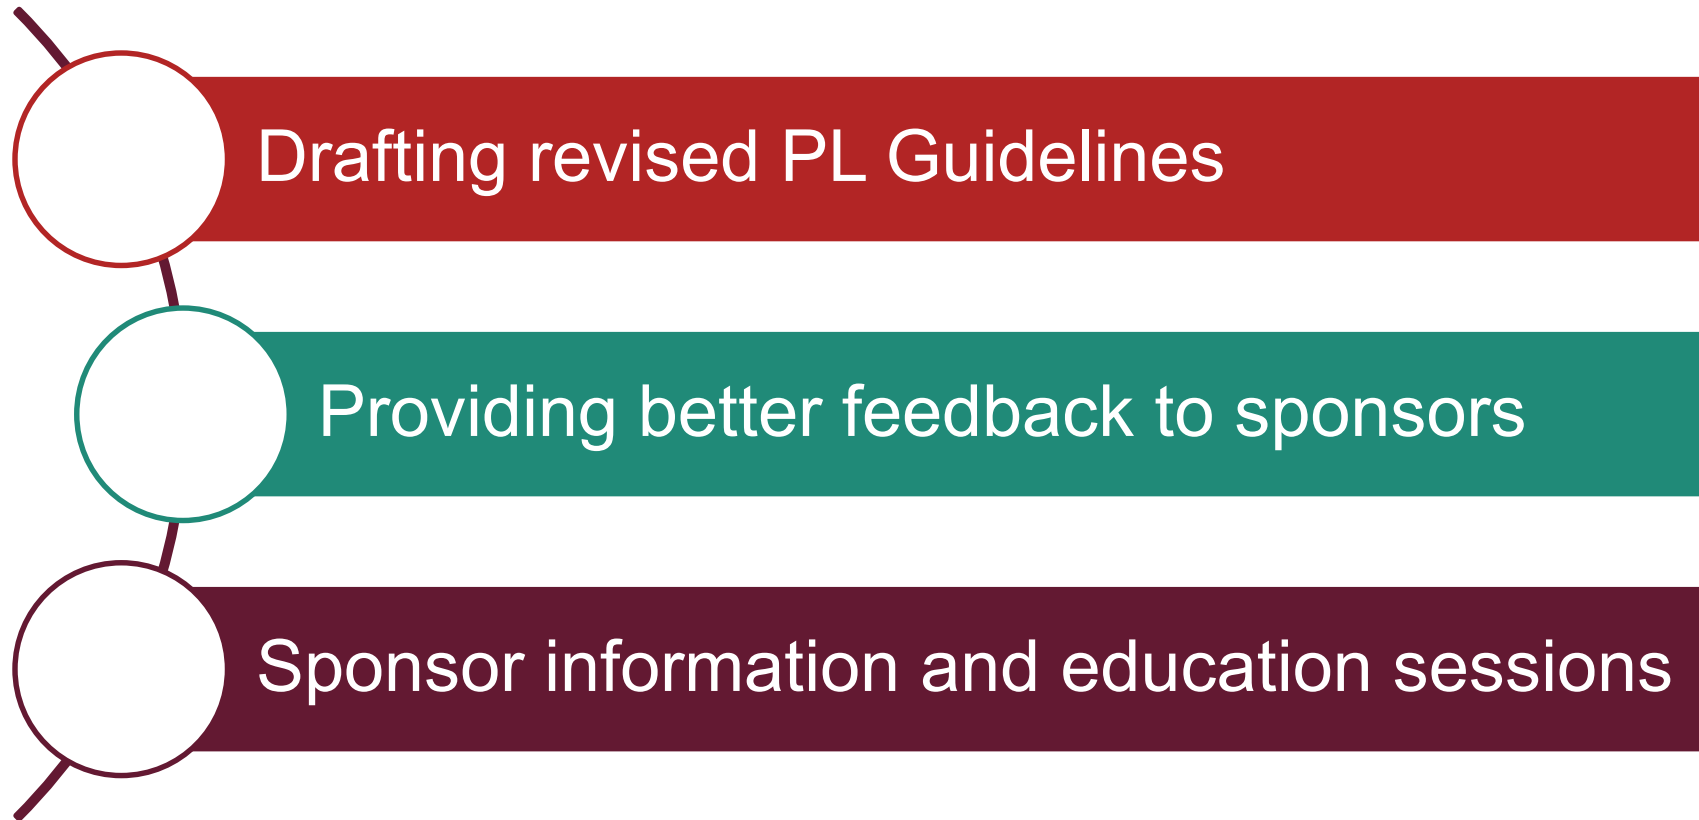 Drafting revised PL Guidelines
Providing better feedback to sponsors
Sponsor information and education sessions